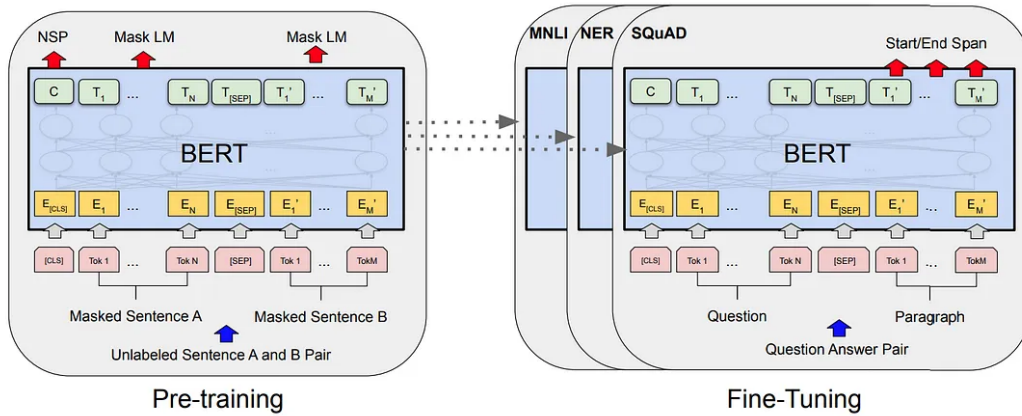 NSP Mask LM Mask LM
C T1 ... TN T[SEP] T1' ... TM'
BERT
E[CLS] E1 ... EN E[SEP] E1' ... EM'
[CLS] Tok 1 ... Tok N [SEP] Tok 1 ... TokM
Masked Sentence A Masked Sentence B
Unlabeled Sentence A and B Pair
Pre-training
MNLI NER SQuAD
Start/End Span
C T1 ... TN T[SEP] T1' ... TM'
BERT
E[CLS] E1 ... EN E[SEP] E1' ... EM'
[CLS] Tok 1 ... Tok N [SEP] Tok 1 ... TokM
Question Paragraph
Question Answer Pair
Fine-Tuning